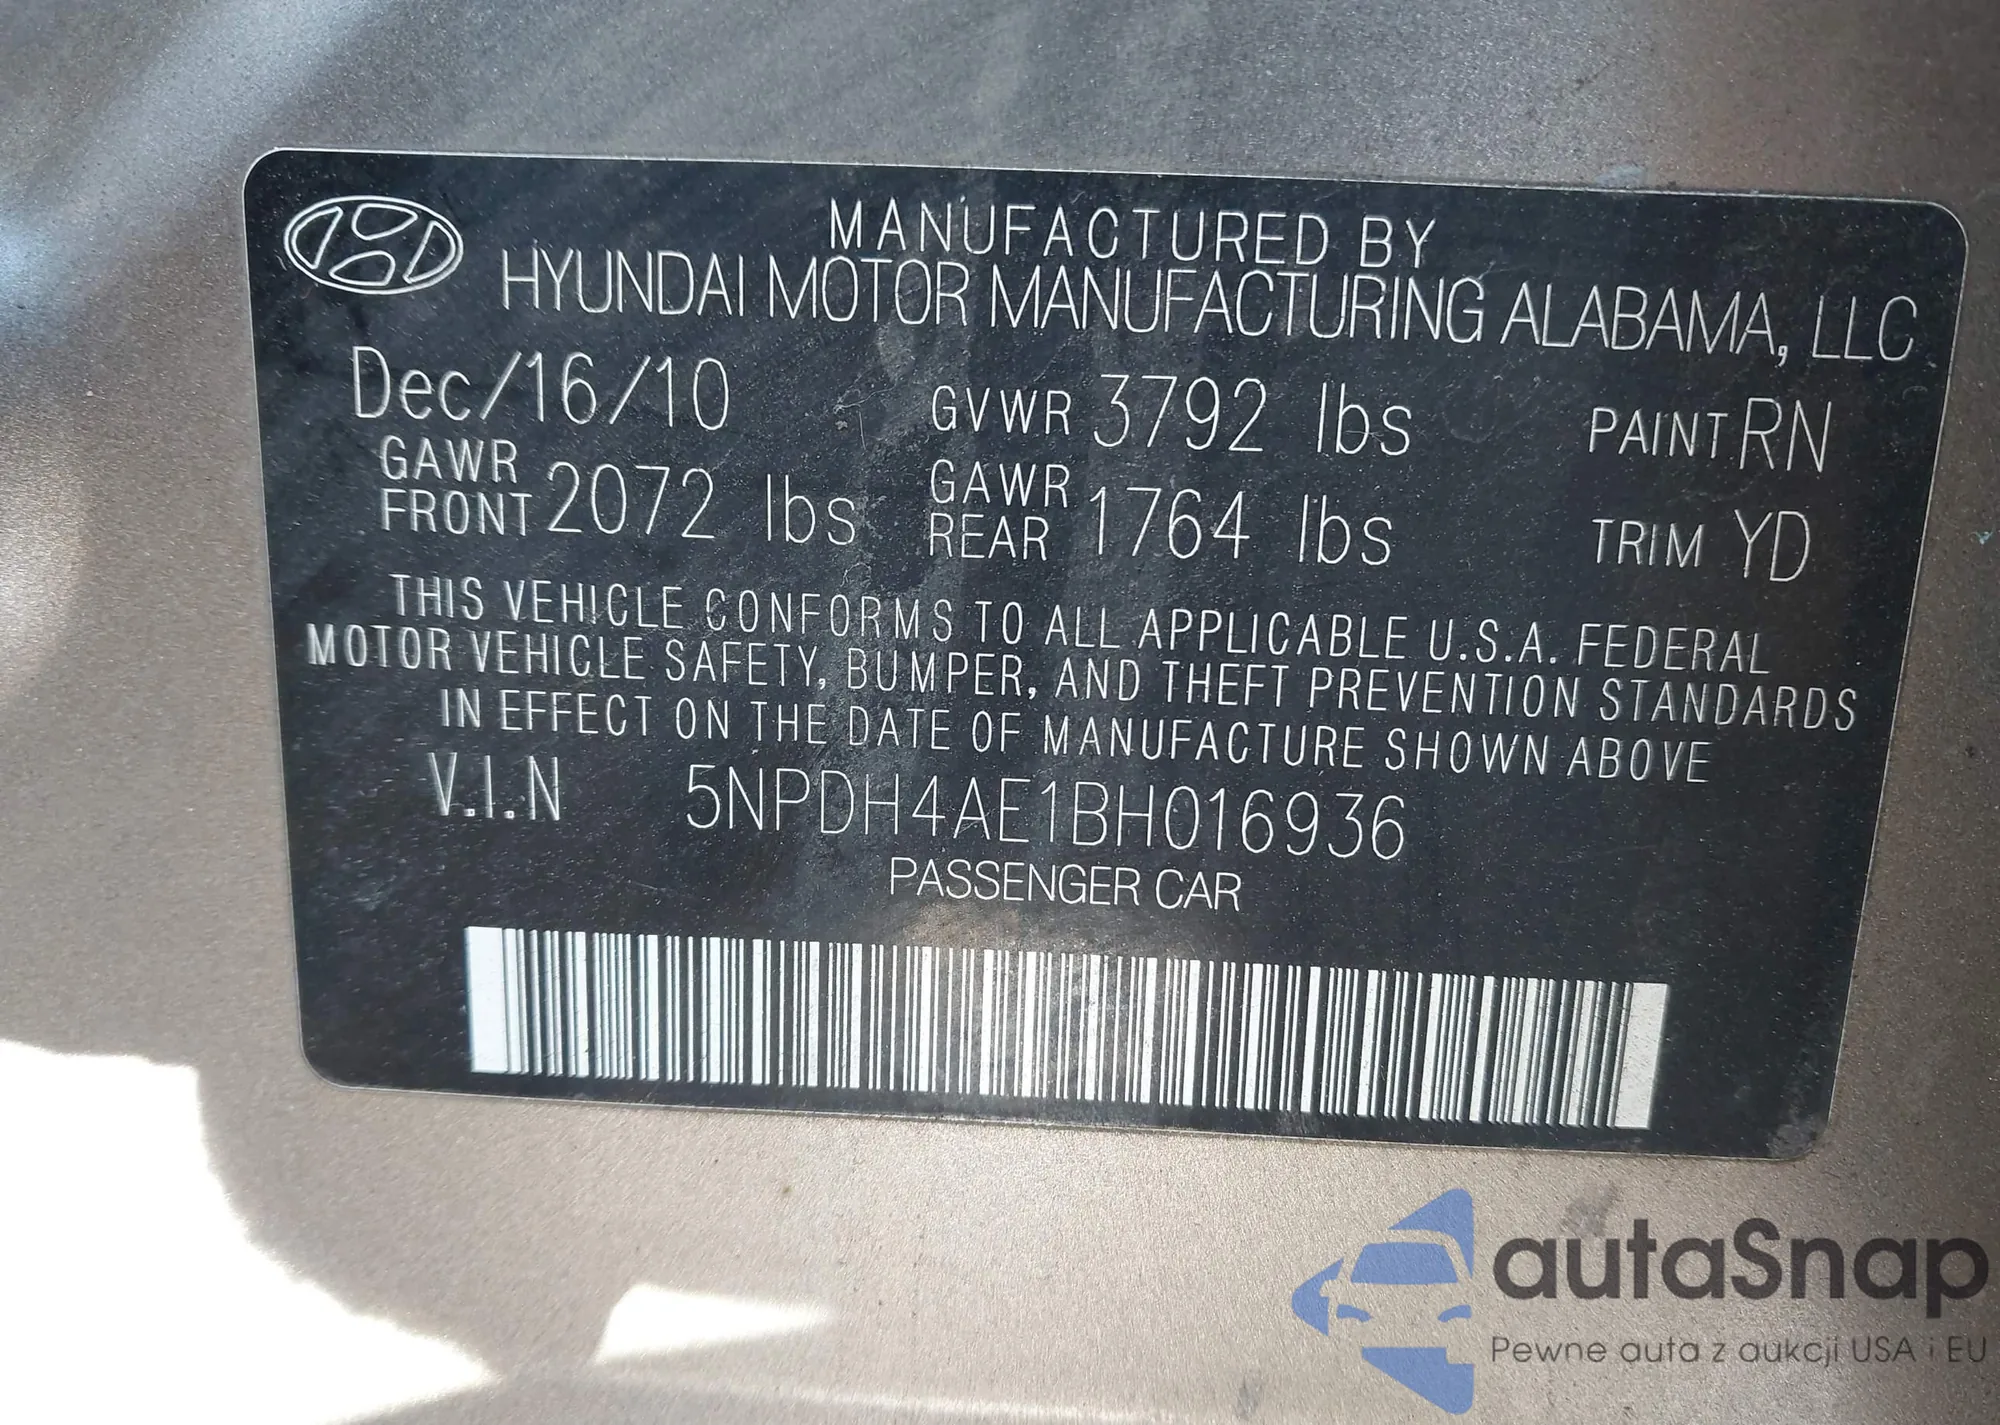 MANUFACTURED BY
HYUNDAI MOTOR MANUFACTURING ALABAMA, LLC
Dec/16/10 GVWR 3792 lbs PAINT RN
GAWR FRONT 2072 lbs GAWR REAR 1764 lbs TRIM YD
THIS VEHICLE CONFORMS TO ALL APPLICABLE U.S.A. FEDERAL
MOTOR VEHICLE SAFETY, BUMPER, AND THEFT PREVENTION STANDARDS
IN EFFECT ON THE DATE OF MANUFACTURE SHOWN ABOVE
V.I.N 5NPDH4AE1BH016936
PASSENGER CAR
autaSnap
Pewne auta z aukcji USA i EU